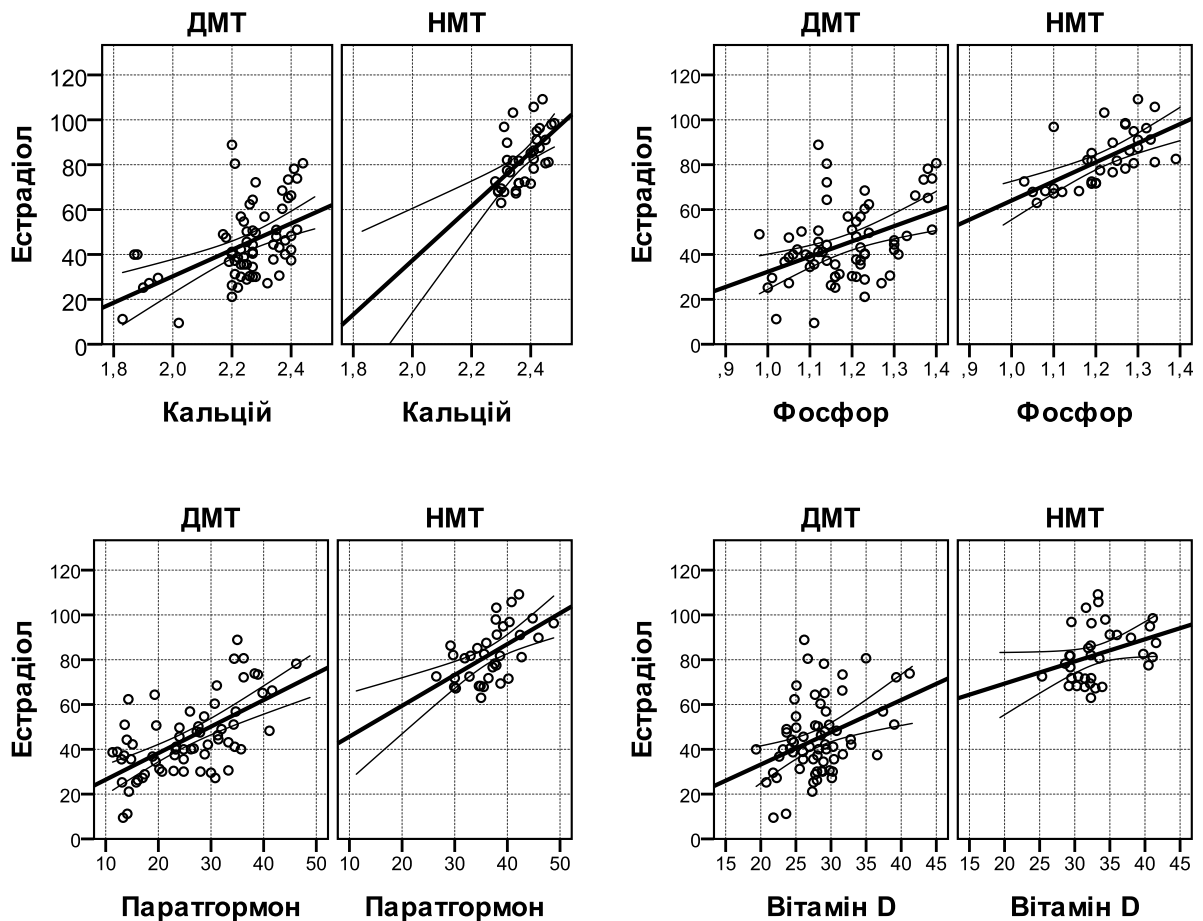 ДМТ НМТ ДМТ НМТ
120 120
100 100
80 80
60 60
40 40
20 20
0 0
Естрадіол Естрадіол
1,8 2,0 2,2 2,4 1,8 2,0 2,2 2,4 ,9 1,0 1,1 1,2 1,3 1,4 ,9 1,0 1,1 1,2 1,3 1,4
Кальцій Кальцій Фосфор Фосфор
ДМТ НМТ ДМТ НМТ
120 120
100 100
80 80
60 60
40 40
20 20
0 0
Естрадіол Естрадіол
10 20 30 40 50 10 20 30 40 50 15 20 25 30 35 40 45 15 20 25 30 35 40 45
Паратгормон Паратгормон Вітамін D Вітамін D